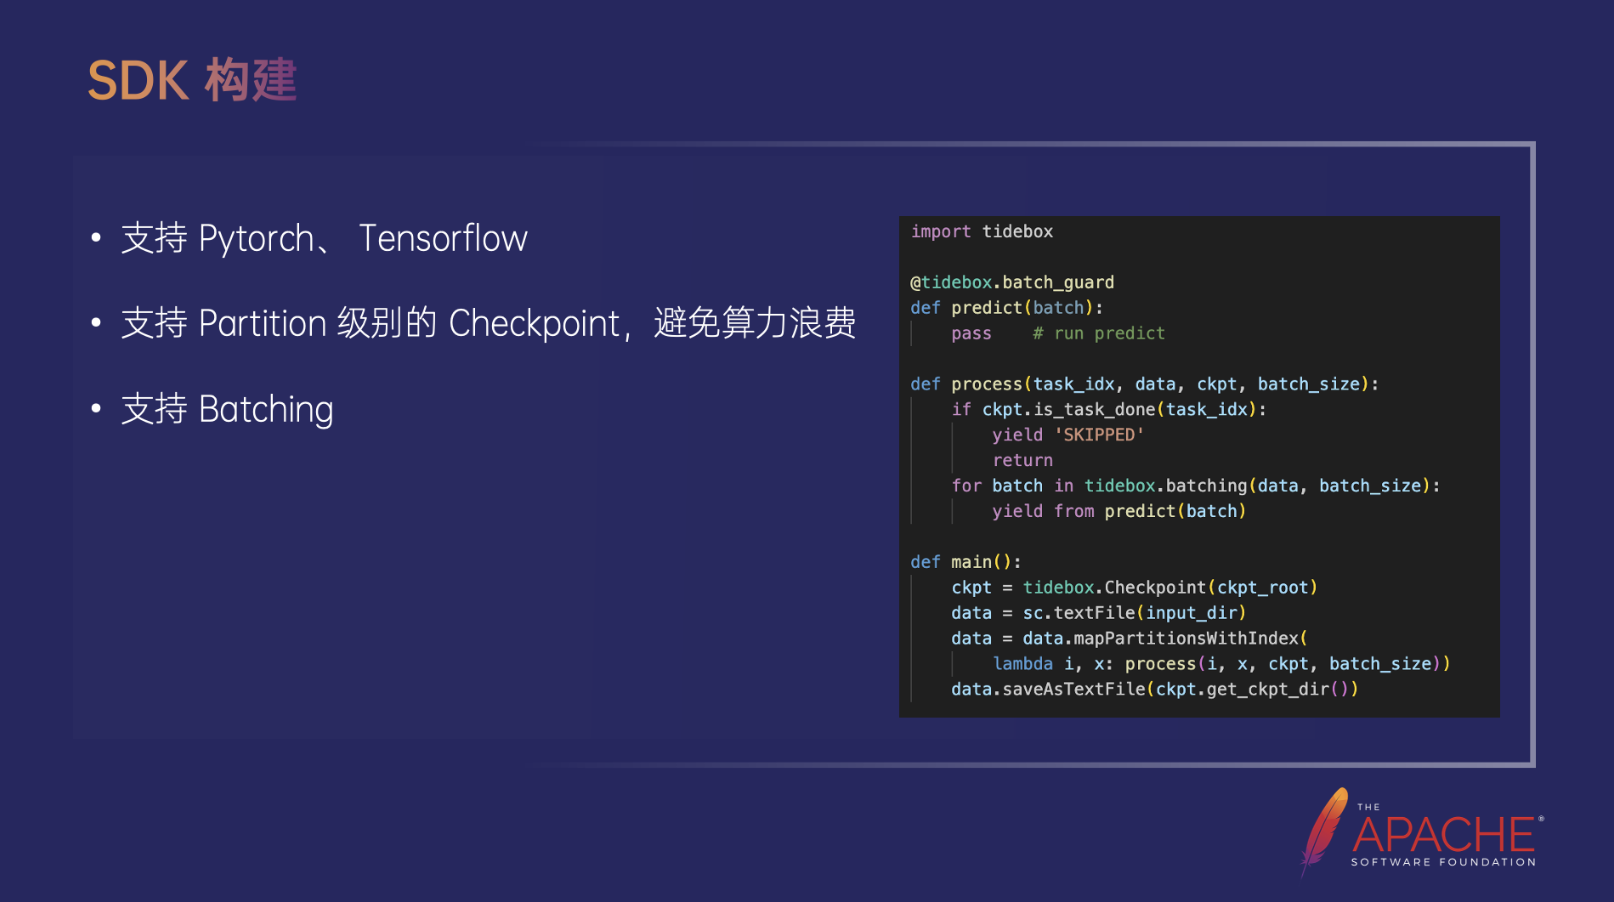 SDK 构建
• 支持 Pytorch、 Tensorflow
• 支持 Partition 级别的 Checkpoint，避免算力浪费
• 支持 Batching
import tidebox

@tidebox.batch_guard
def predict(batch):
    pass    # run predict

def process(task_idx, data, ckpt, batch_size):
    if ckpt.is_task_done(task_idx):
        yield 'SKIPPED'
        return
    for batch in tidebox.batching(data, batch_size):
        yield from predict(batch)

def main():
    ckpt = tidebox.Checkpoint(ckpt_root)
    data = sc.textFile(input_dir)
    data = data.mapPartitionsWithIndex(
        lambda i, x: process(i, x, ckpt, batch_size))
    data.saveAsTextFile(ckpt.get_ckpt_dir())
THE
APACHE®
SOFTWARE FOUNDATION